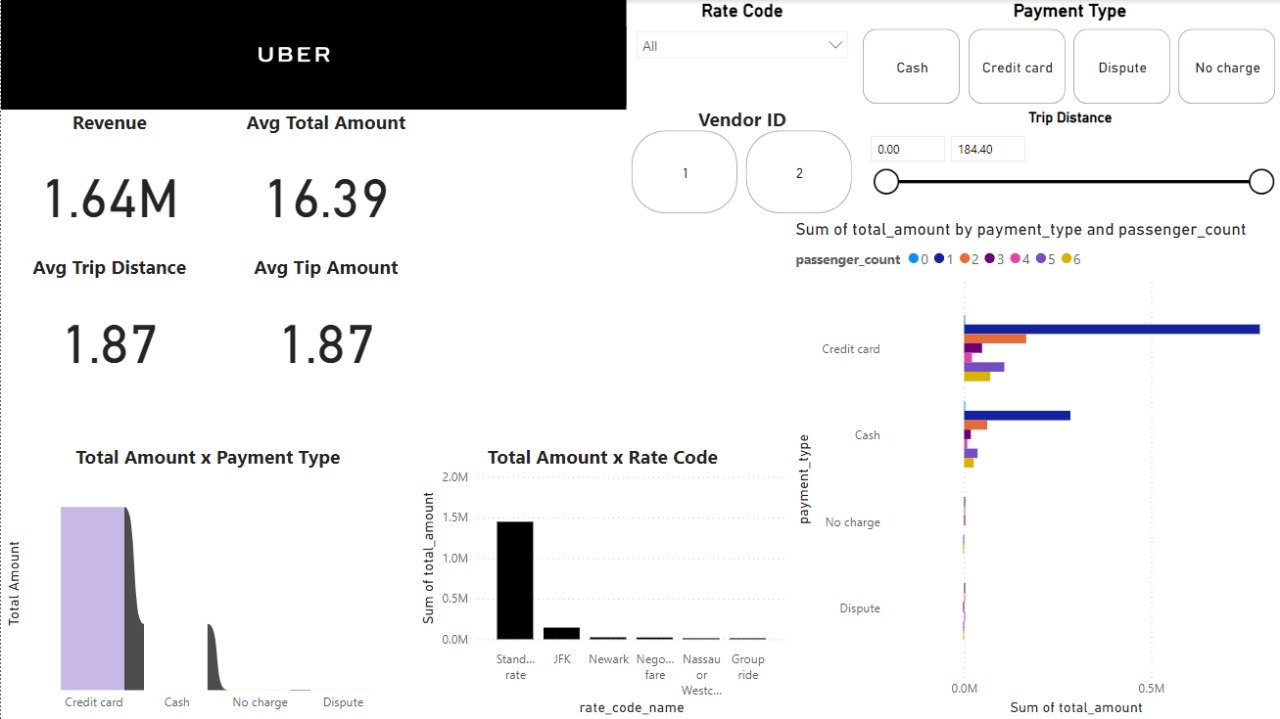 UBER
Rate Code
All
Payment Type
Cash
Credit card
Dispute
No charge
Vendor ID
1
2
Trip Distance
0.00
184.40
Revenue
Avg Total Amount
1.64M
16.39
Avg Trip Distance
Avg Tip Amount
1.87
1.87
Sum of total_amount by payment_type and passenger_count
passenger_count 0 1 2 3 4 5 6
payment_type
Credit card
Cash
No charge
Dispute
0.0M
0.5M
Sum of total_amount
Total Amount x Payment Type
Total Amount
Credit card
Cash
No charge
Dispute
Total Amount x Rate Code
Sum of total_amount
2.0M
1.5M
1.0M
0.5M
0.0M
Stand...
rate
JFK
Newark
Nego...
fare
Nassau
or
Westc...
Group
ride
rate_code_name